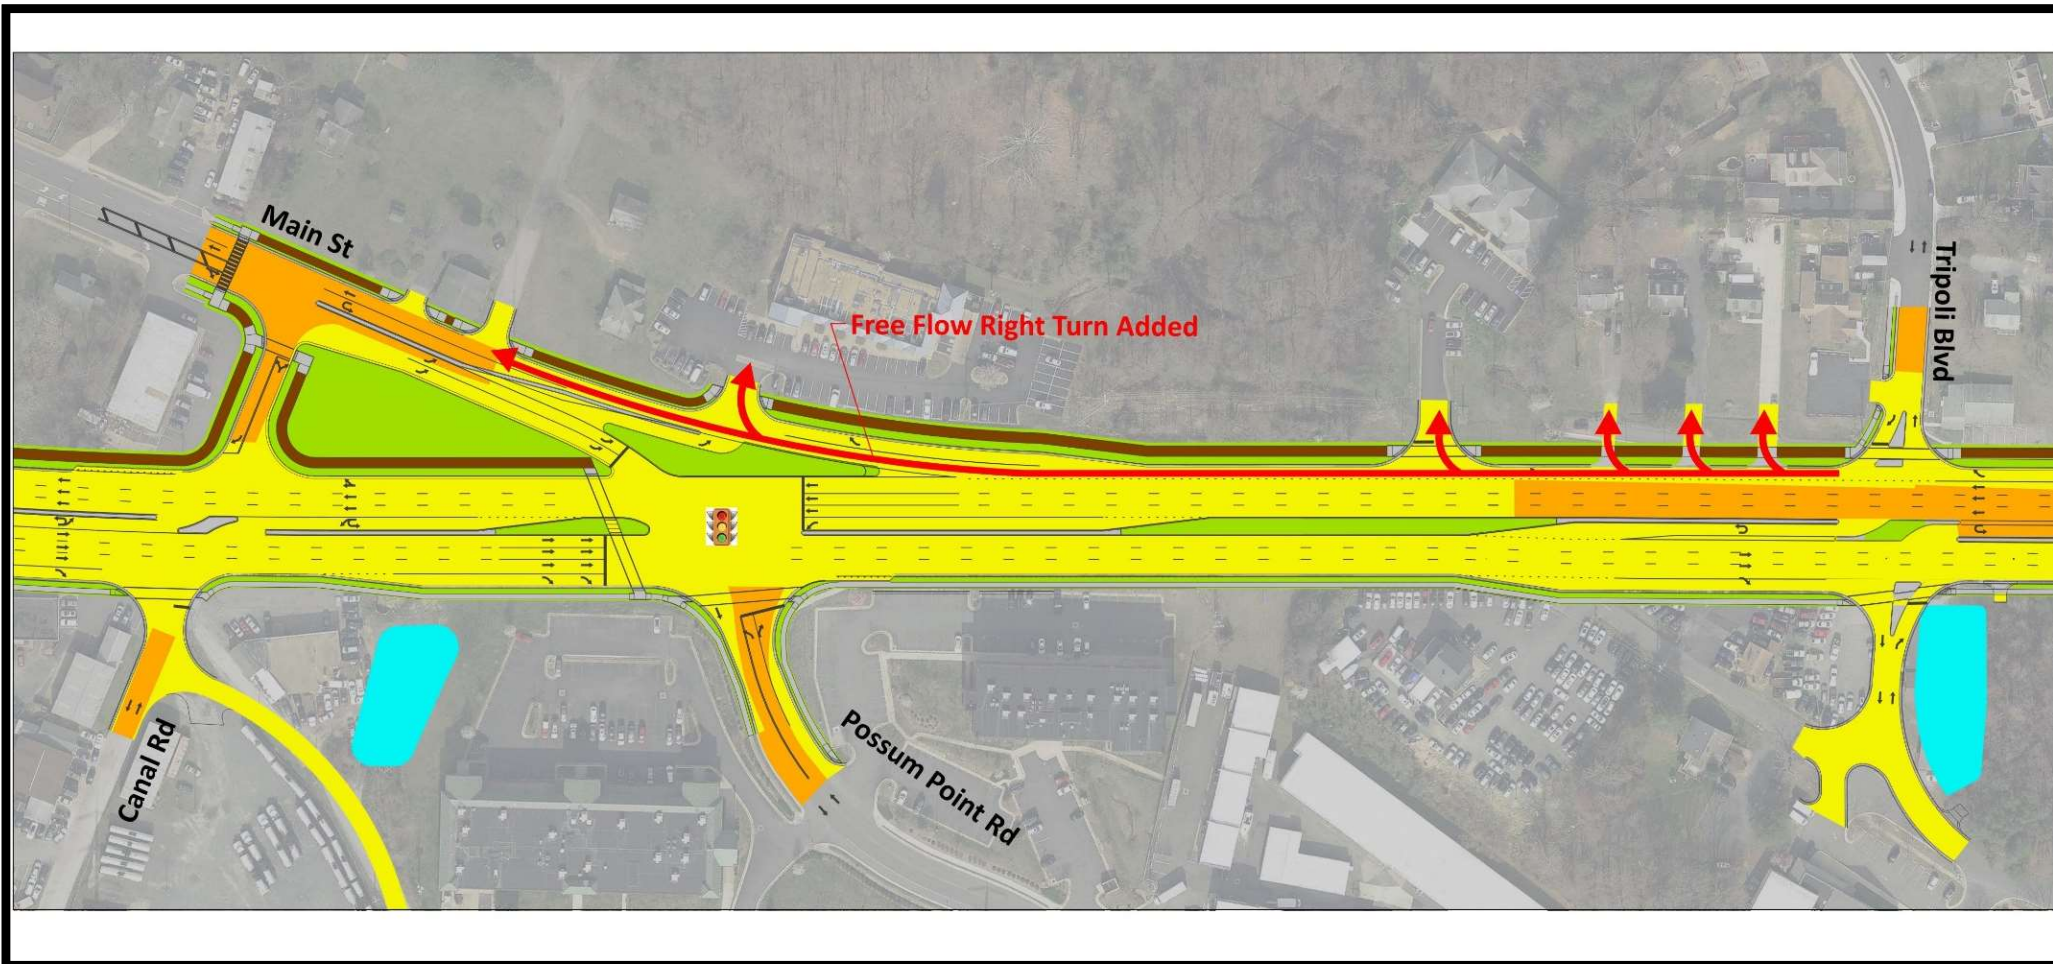 Main St
Free Flow Right Turn Added
Tripoli Blvd
Canal Rd
Possum Point Rd